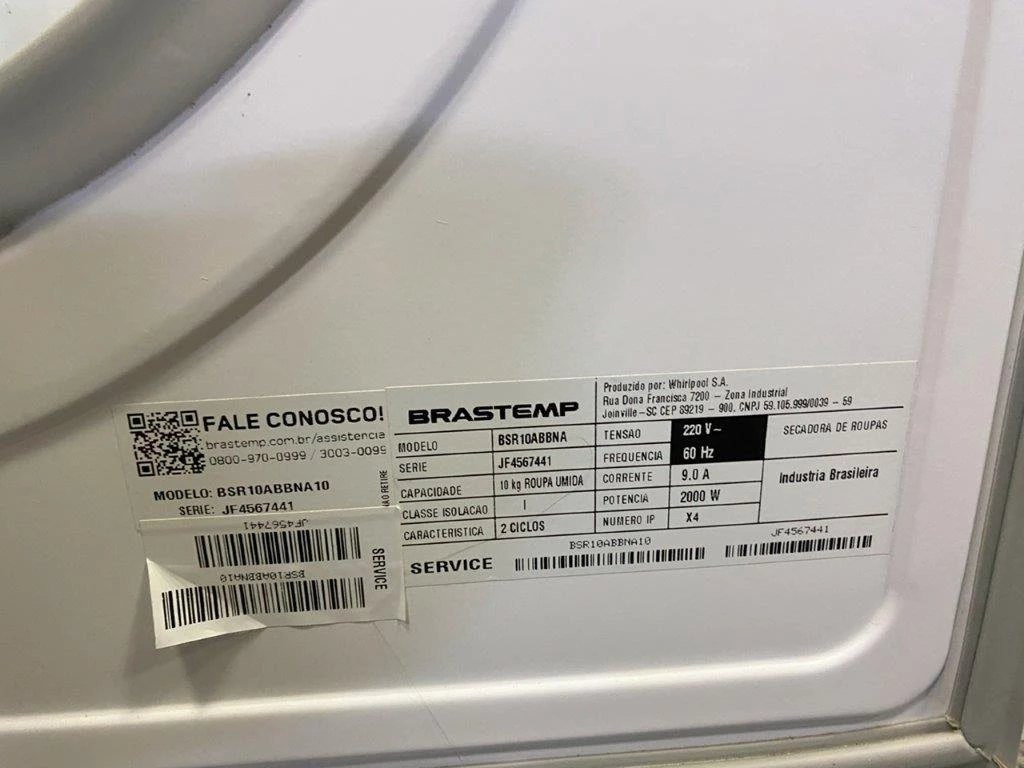 FALE CONOSCO!
brastemp.com.br/assistencia
0800-970-0999 / 3003-0099
MODELO: BSR10ABBNA10
SERIE: JF4567441
NAO RETIRE
JF4567441
BSR10ABBNA10
SERVICE
BRASTEMP
Produzido por: Whirlpool S.A.
Rua Dona Francisca 7200 - Zona Industrial
Joinville-SC CEP 89219 - 900. CNPJ 59.105.999/0039 - 59
MODELO BSR10ABBNA
SERIE JF4567441
CAPACIDADE 10 kg ROUPA UMIDA
CLASSE ISOLACAO I
CARACTERISTICA 2 CICLOS
TENSAO 220 V~
FREQUENCIA 60 Hz
CORRENTE 9.0 A
POTENCIA 2000 W
NUMERO IP X4
SECADORA DE ROUPAS
Industria Brasileira
SERVICE
BSR10ABBNA10
JF4567441